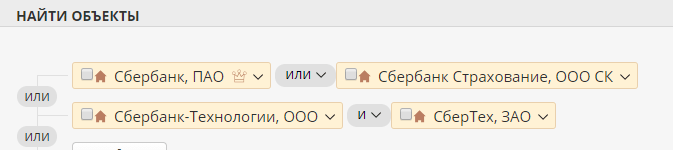 НАЙТИ ОБЪЕКТЫ
Сбербанк, ПАО или Сбербанк Страхование, ООО СК
или
Сбербанк-Технологии, ООО и СберТех, ЗАО
или